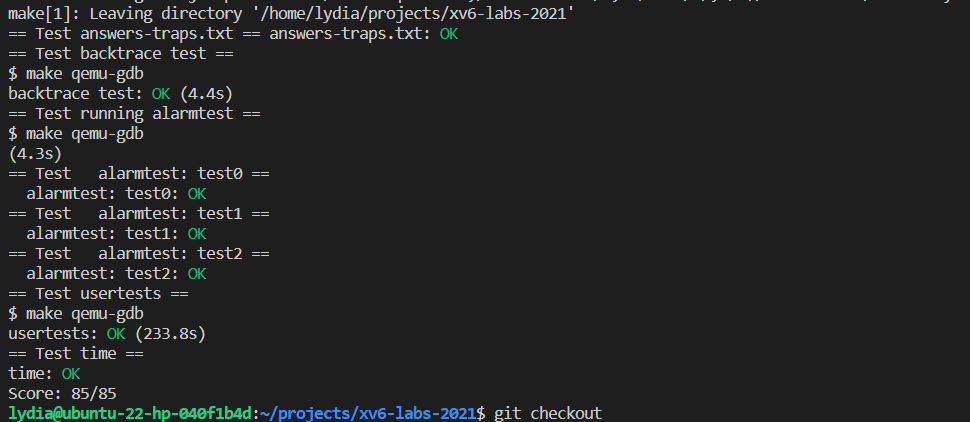 make[1]: Leaving directory '/home/lydia/projects/xv6-labs-2021'
== Test answers-traps.txt == answers-traps.txt: OK
== Test backtrace test ==
$ make qemu-gdb
backtrace test: OK (4.4s)
== Test running alarmtest ==
$ make qemu-gdb
(4.3s)
== Test   alarmtest: test0 ==
  alarmtest: test0: OK
== Test   alarmtest: test1 ==
  alarmtest: test1: OK
== Test   alarmtest: test2 ==
  alarmtest: test2: OK
== Test usertests ==
$ make qemu-gdb
usertests: OK (233.8s)
== Test time ==
time: OK
Score: 85/85
lydia@ubuntu-22-hp-040f1b4d:~/projects/xv6-labs-2021$ git checkout